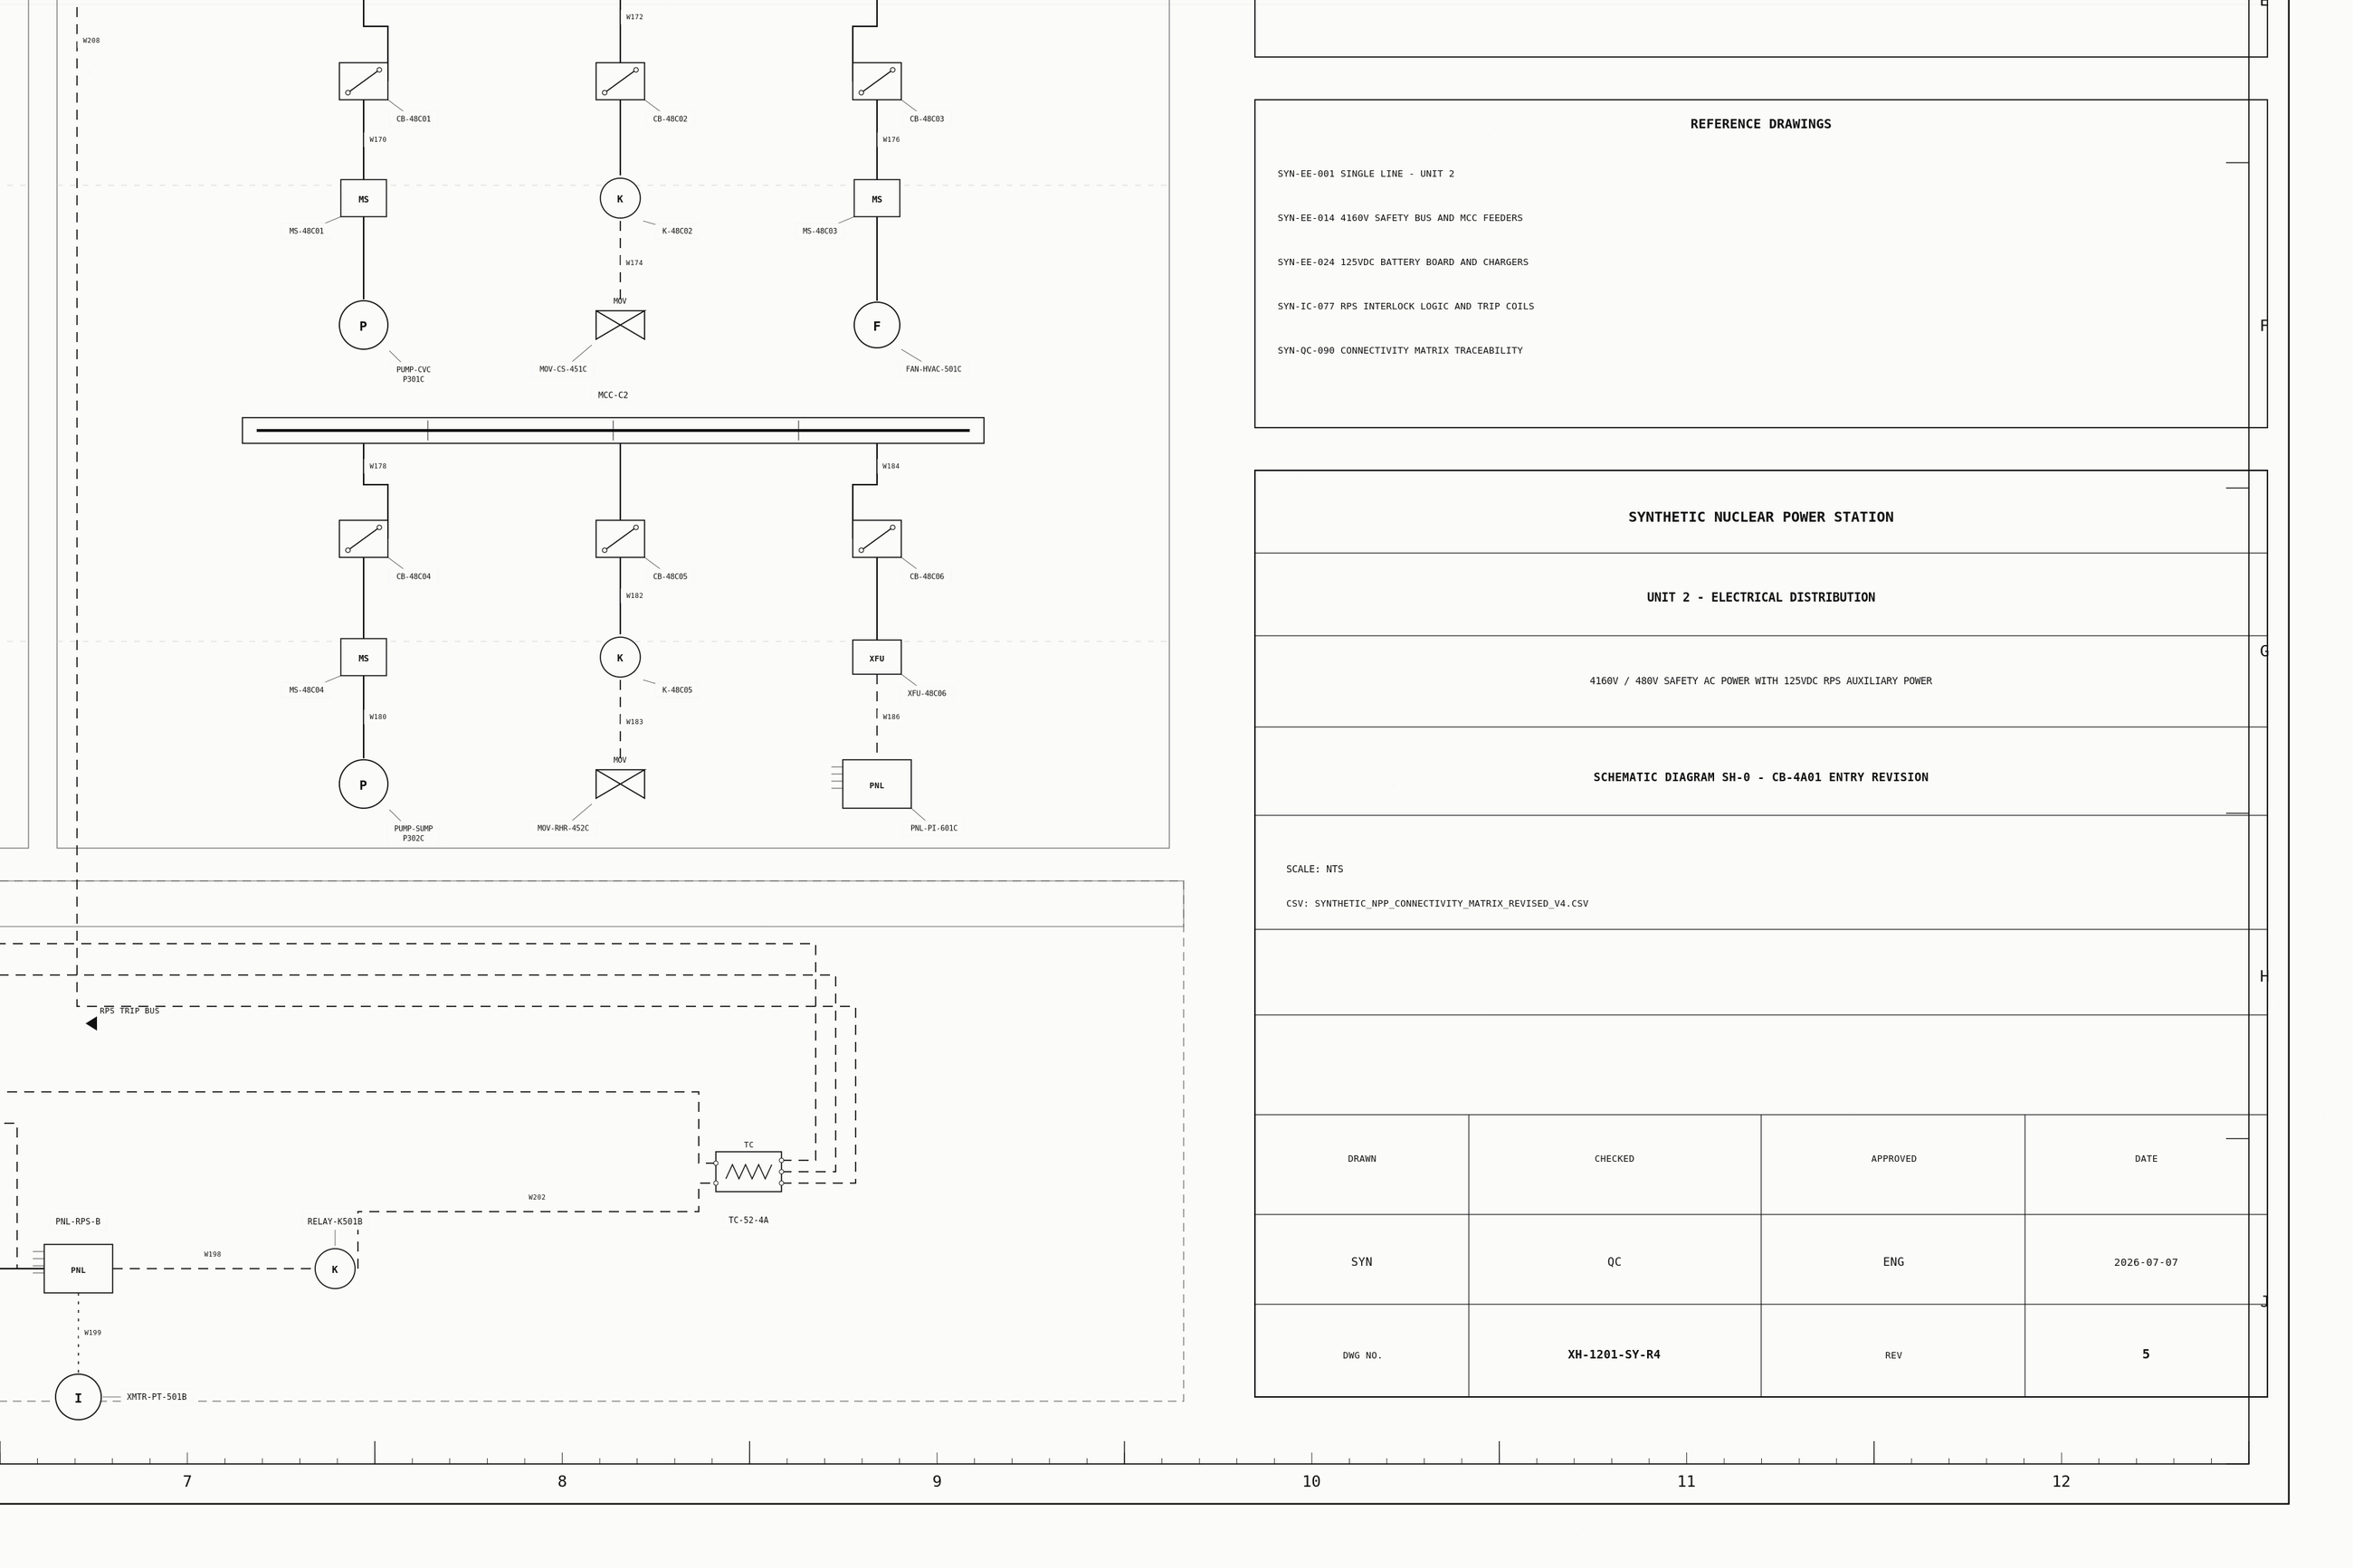 W172
W208
CB-48C01
CB-48C02
CB-48C03
W170
W176
MS
K
MS
MS-48C01
K-48C02
MS-48C03
W174
MOV
P
F
PUMP-CVC
P301C
MOV-CS-451C
FAN-HVAC-501C
MCC-C2
W178
W184
CB-48C04
CB-48C05
CB-48C06
W182
MS
K
XFU
MS-48C04
K-48C05
XFU-48C06
W180
W183
W186
MOV
P
PNL
PUMP-SUMP
P302C
MOV-RHR-452C
PNL-PI-601C
RPS TRIP BUS
TC
W202
TC-52-4A
PNL-RPS-B
RELAY-K501B
PNL
W198
K
W199
I
XMTR-PT-501B
REFERENCE DRAWINGS
SYN-EE-001 SINGLE LINE - UNIT 2
SYN-EE-014 4160V SAFETY BUS AND MCC FEEDERS
SYN-EE-024 125VDC BATTERY BOARD AND CHARGERS
SYN-IC-077 RPS INTERLOCK LOGIC AND TRIP COILS
SYN-QC-090 CONNECTIVITY MATRIX TRACEABILITY
SYNTHETIC NUCLEAR POWER STATION
UNIT 2 - ELECTRICAL DISTRIBUTION
4160V / 480V SAFETY AC POWER WITH 125VDC RPS AUXILIARY POWER
SCHEMATIC DIAGRAM SH-0 - CB-4A01 ENTRY REVISION
SCALE: NTS
CSV: SYNTHETIC_NPP_CONNECTIVITY_MATRIX_REVISED_V4.CSV
DRAWN CHECKED APPROVED DATE
SYN QC ENG 2026-07-07
DWG NO. XH-1201-SY-R4 REV 5
F
G
H
J
7 8 9 10 11 12